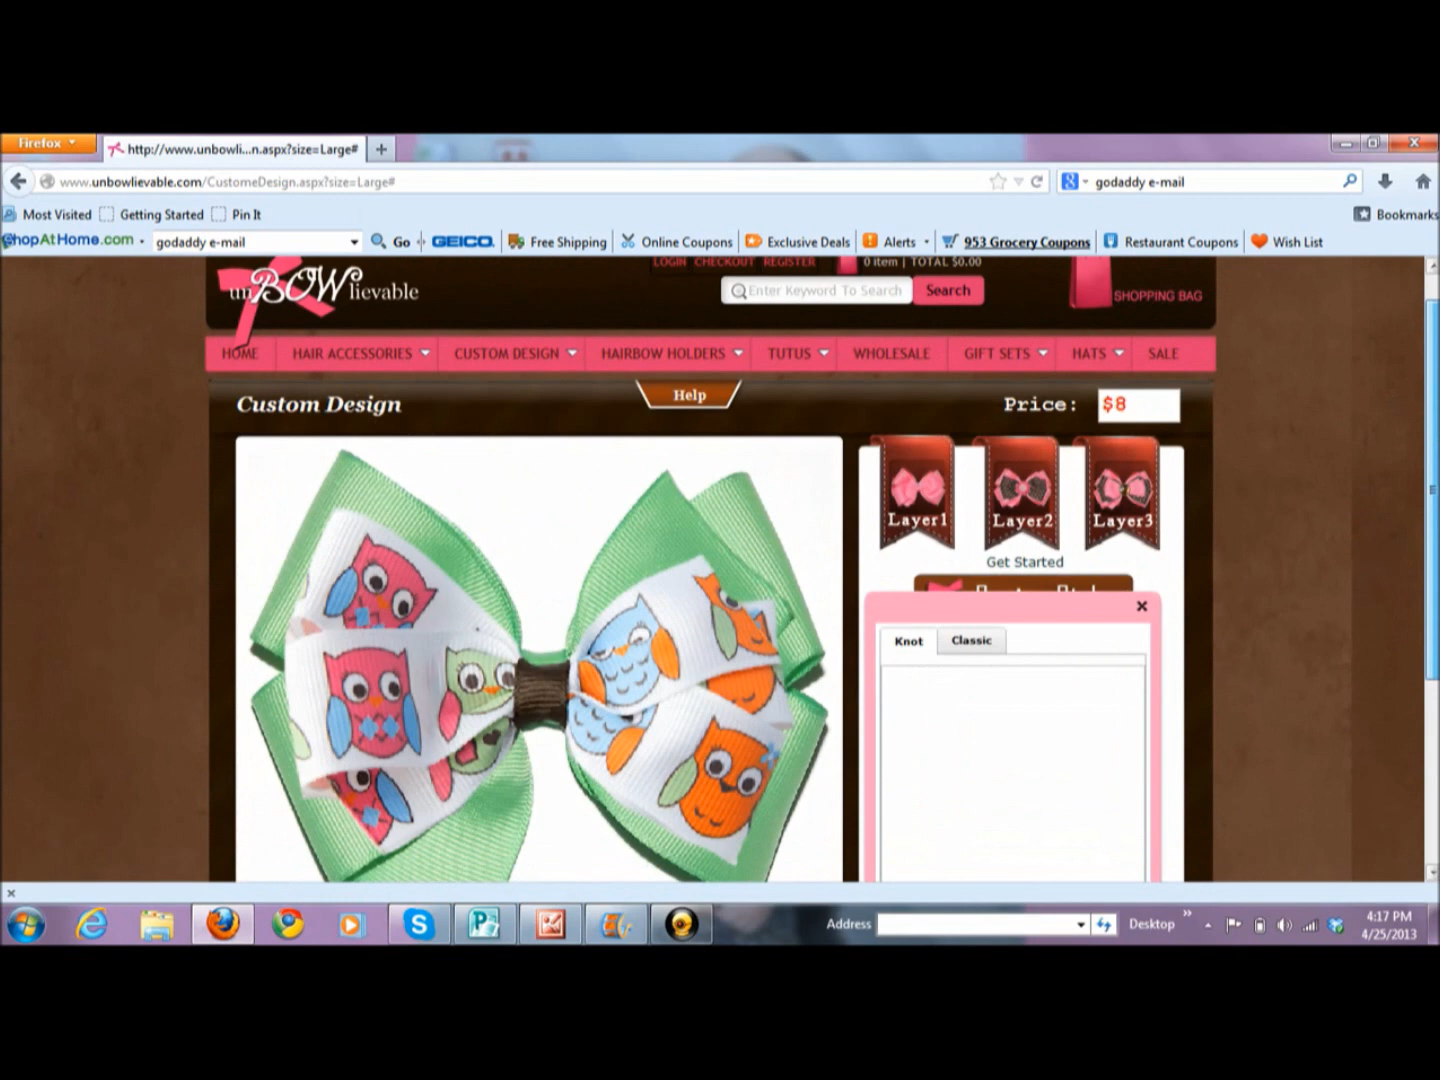 Firefox
http://www.unbowli...n.aspx?size=Large#
www.unbowlievable.com/CustomeDesign.aspx?size=Large#
godaddy e-mail
Most Visited Getting Started Pin It
Bookmarks
ShopAtHome.com godaddy e-mail Go GEICO. Free Shipping Online Coupons Exclusive Deals Alerts 953 Grocery Coupons Restaurant Coupons Wish List
LOGIN CHECKOUT REGISTER 0 item | TOTAL $0.00
unBOWlievable
Enter Keyword To Search Search
SHOPPING BAG
HOME HAIR ACCESSORIES CUSTOM DESIGN HAIRBOW HOLDERS TUTUS WHOLESALE GIFT SETS HATS SALE
Custom Design
Help
Price: $8
Layer1 Layer2 Layer3
Get Started
Knot Classic
Address Desktop
4:17 PM
4/25/2013